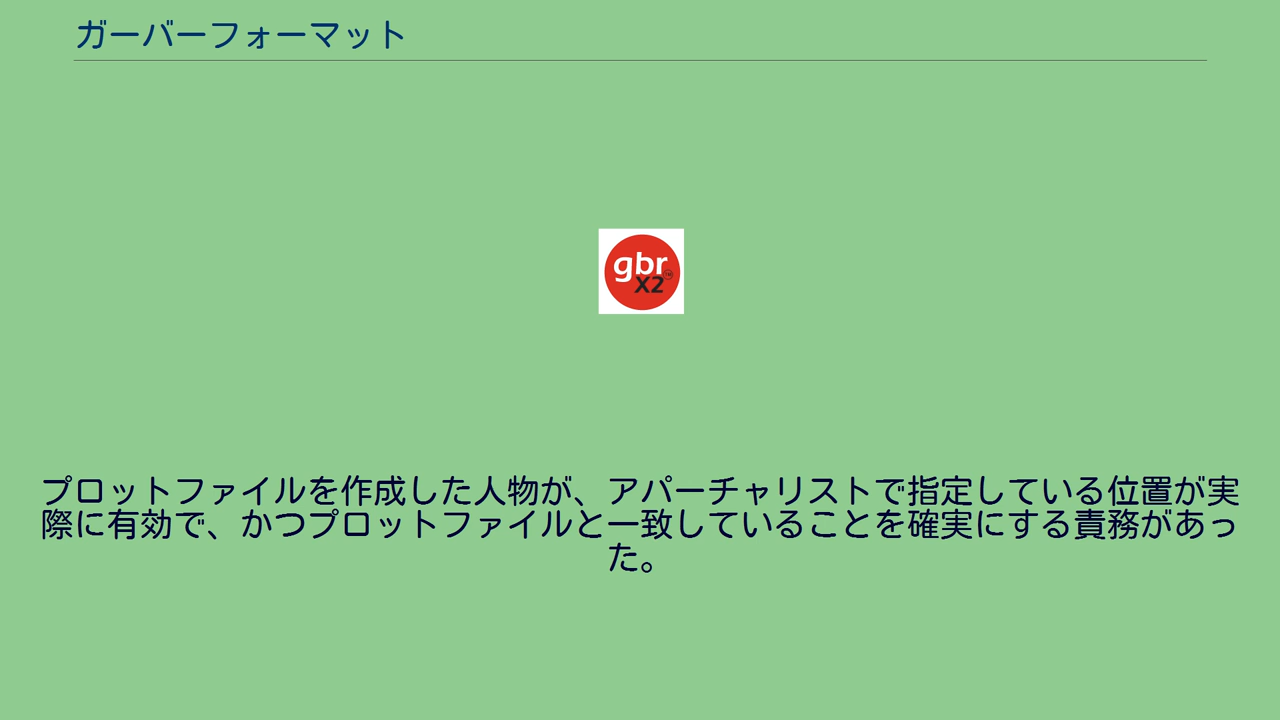 ガーバーフォーマット
gbr
X2
TM
プロットファイルを作成した人物が、アパーチャリストで指定している位置が実
際に有効で、かつプロットファイルと一致していることを確実にする責務があっ
た。